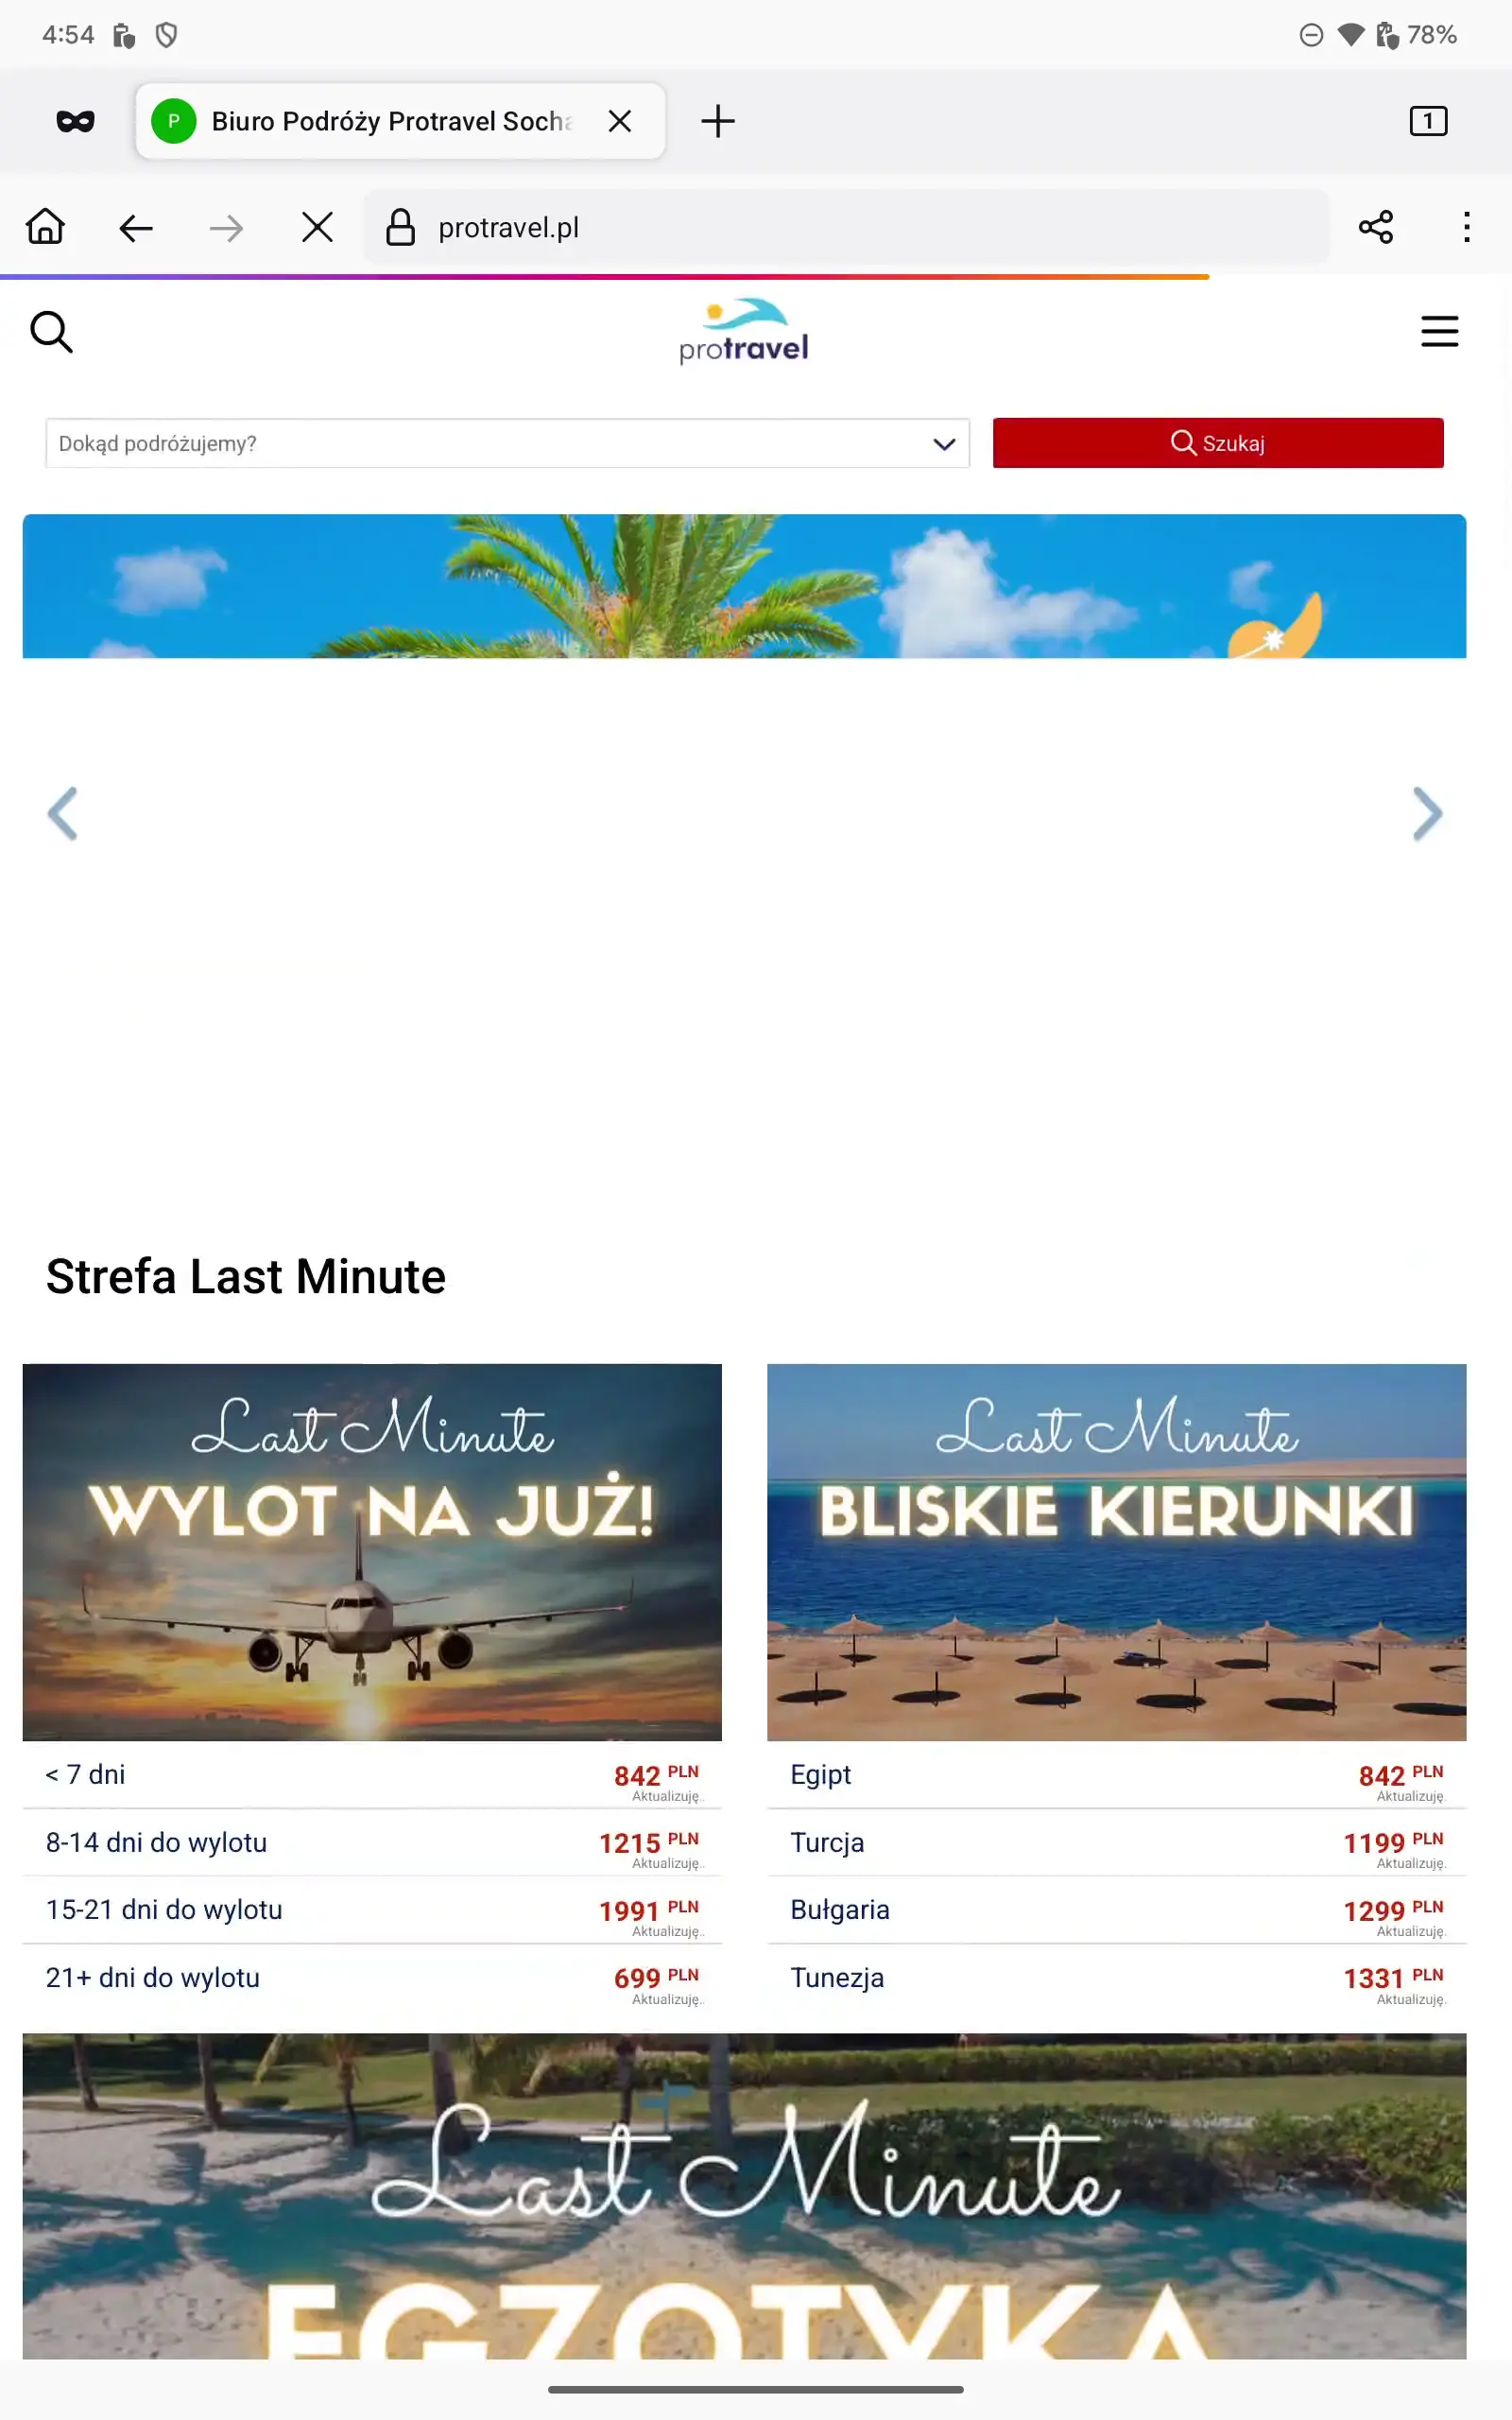 4:54
78%
P Biuro Podróży Protravel Socha
1
protravel.pl
protravel
Dokąd podróżujemy?
Szukaj
Strefa Last Minute
Last Minute
WYLOT NA JUŻ!
< 7 dni 842 PLN
Aktualizuję..
8-14 dni do wylotu 1215 PLN
Aktualizuję..
15-21 dni do wylotu 1991 PLN
Aktualizuję..
21+ dni do wylotu 699 PLN
Aktualizuję..
Last Minute
BLISKIE KIERUNKI
Egipt 842 PLN
Aktualizuję.
Turcja 1199 PLN
Aktualizuję.
Bułgaria 1299 PLN
Aktualizuję.
Tunezja 1331 PLN
Aktualizuję.
Last Minute
EGZOTYKA